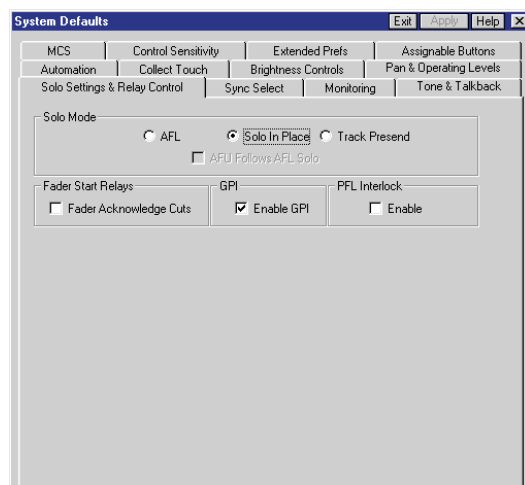 System Defaults Exit Apply Help X
MCS Control Sensitivity Extended Prefs Assignable Buttons
Automation Collect Touch Brightness Controls Pan & Operating Levels
Solo Settings & Relay Control Sync Select Monitoring Tone & Talkback
Solo Mode
AFL Solo In Place Track Presend
AFU Follows AFL Solo
Fader Start Relays GPI PFL Interlock
Fader Acknowledge Cuts Enable GPI Enable